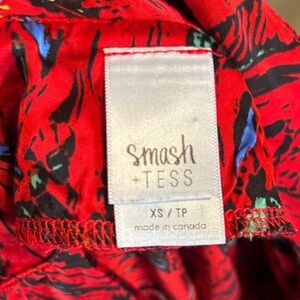 smash
+TESS
XS / TP
made in canada